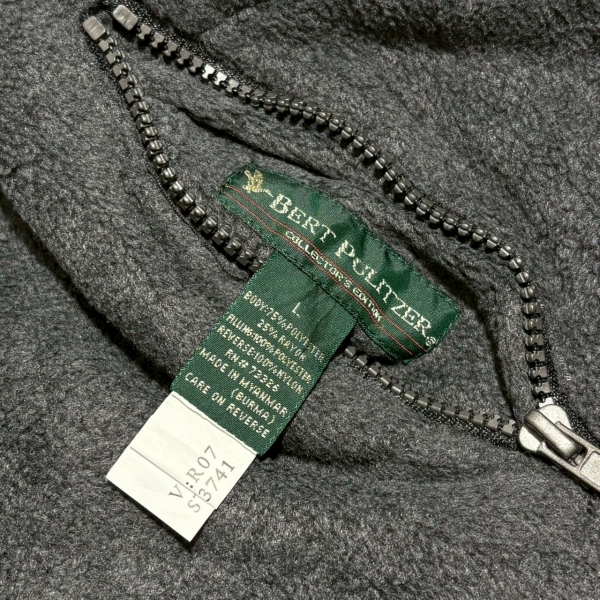 BERT PULITZER®
COLLECTOR'S EDITION
L
BODY:75% POLYESTER
25% RAYON
FILLING:100% POLYESTER
REVERSE:100% NYLON
RN# 72326
MADE IN MYANMAR
(BURMA)
CARE ON REVERSE
V:R07
S3741